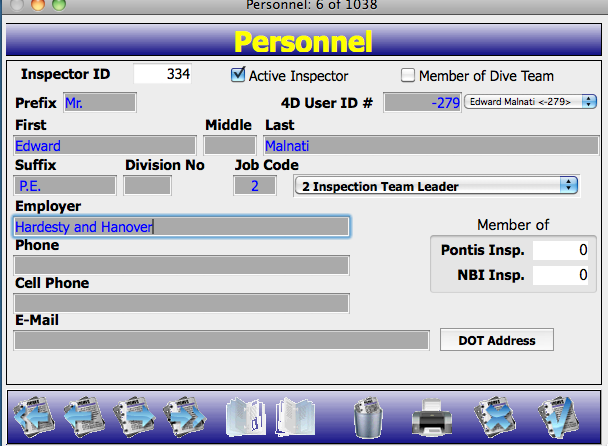 Personnel: 6 of 1038
Personnel
Inspector ID 334 Active Inspector Member of Dive Team
Prefix Mr. 4D User ID # -279 Edward Malnati <-279>
First Middle Last
Edward Malnati
Suffix Division No Job Code
P.E. 2 2 Inspection Team Leader
Employer
Hardesty and Hanover
Member of
Phone
Pontis Insp. 0
NBI Insp. 0
Cell Phone
E-Mail
DOT Address